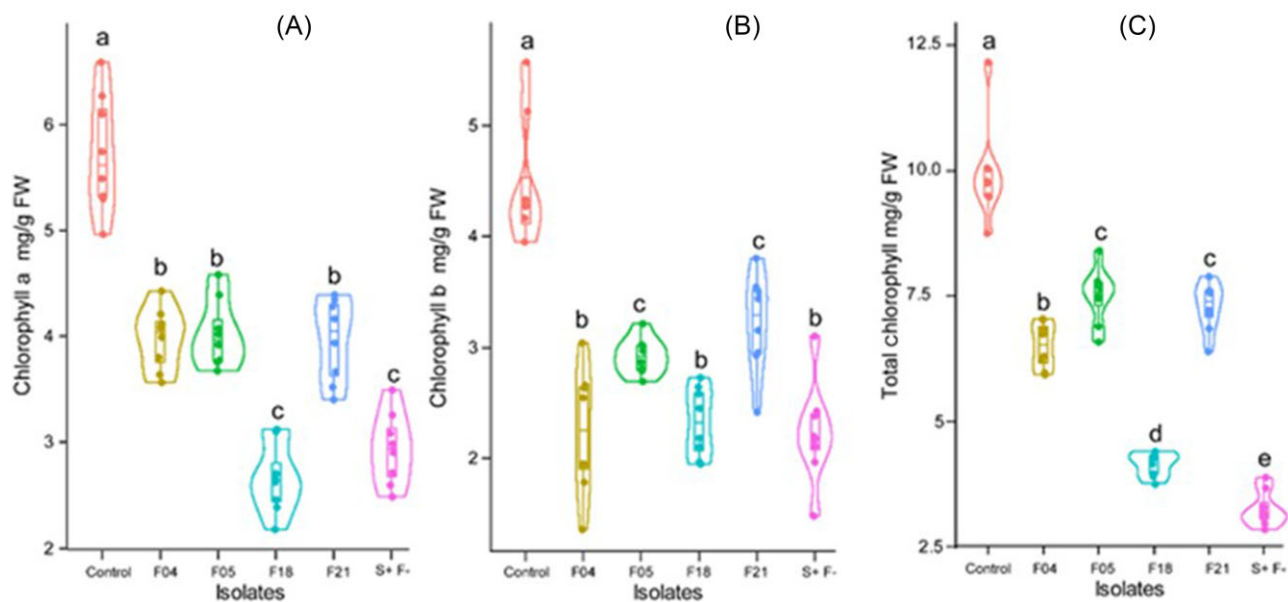 (A)
a
6
5
4
3
2
Chlorophyll a mg/g FW
b
b
c
b
c
Control F04 F05 F18 F21 S+ F-
Isolates
(B)
a
5
4
3
2
Chlorophyll b mg/g FW
b
c
b
c
b
Control F04 F05 F18 F21 S+ F-
Isolates
(C)
a
12.5
10.0
7.5
5
2.5
Total chlorophyll mg/g FW
b
c
d
c
e
Control F04 F05 F18 F21 S+ F-
Isolates